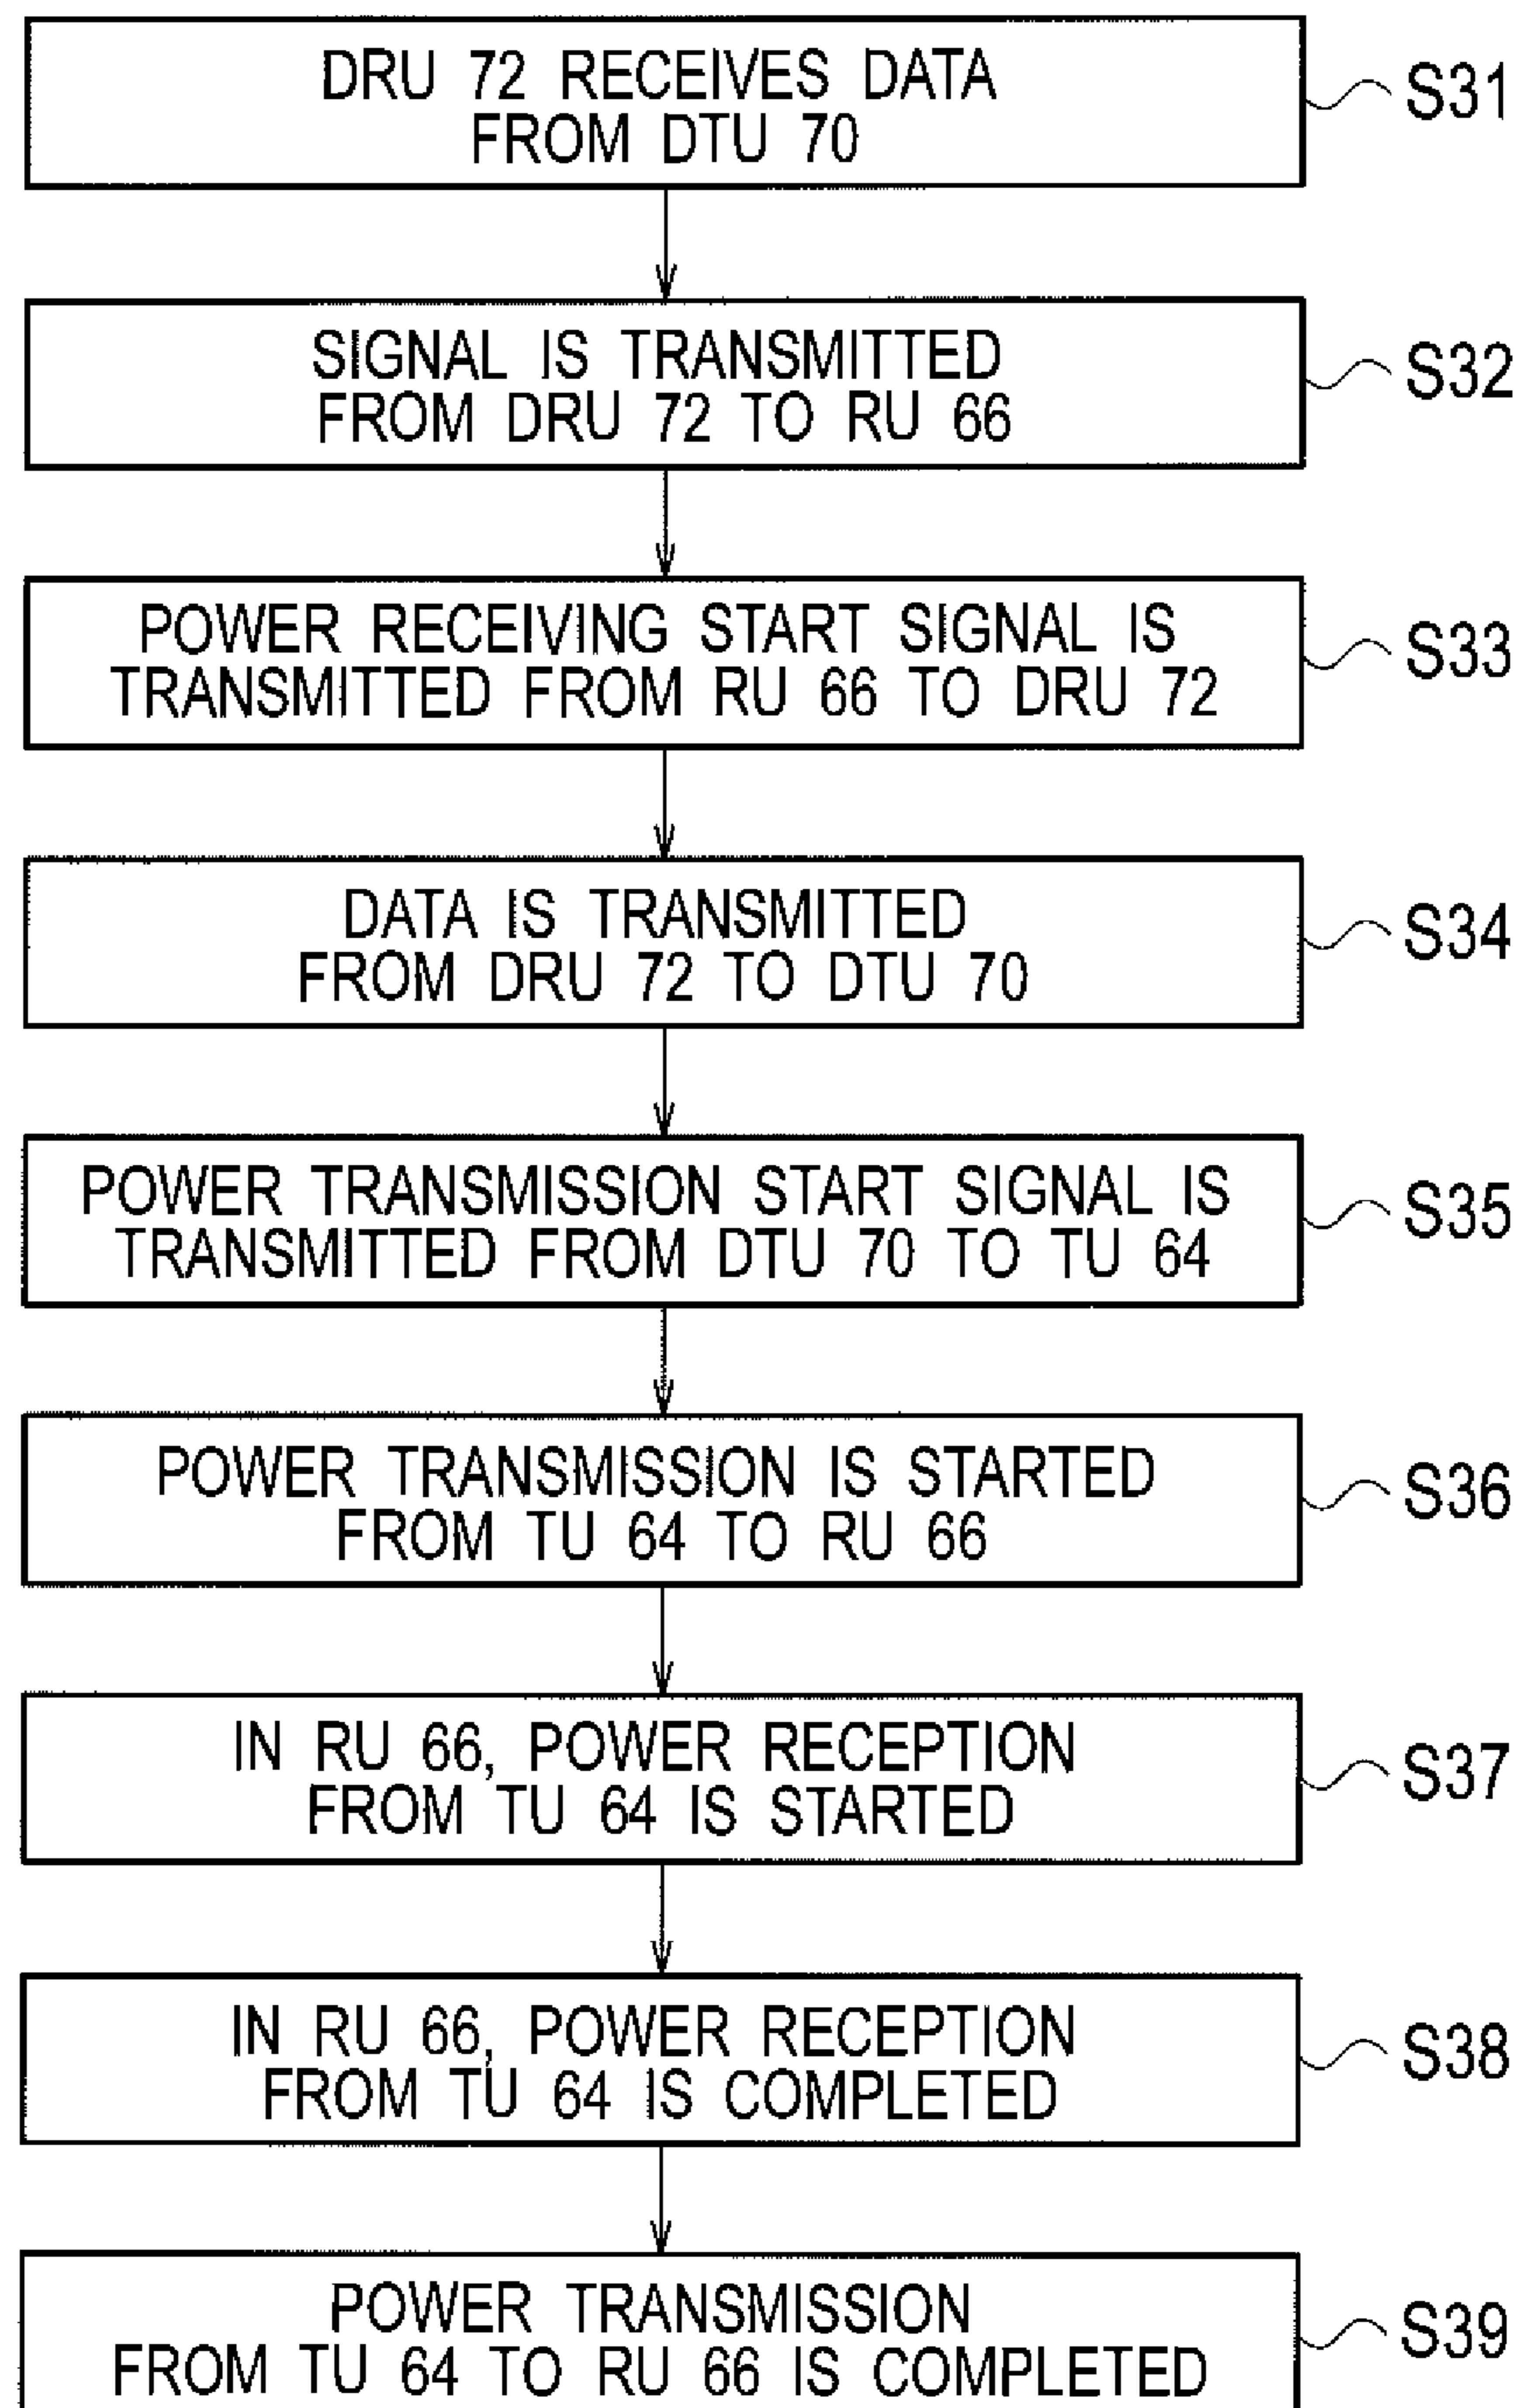 DRU 72 RECEIVES DATA
FROM DTU 70
S31
SIGNAL IS TRANSMITTED
FROM DRU 72 TO RU 66
S32
POWER RECEIVING START SIGNAL IS
TRANSMITTED FROM RU 66 TO DRU 72
S33
DATA IS TRANSMITTED
FROM DRU 72 TO DTU 70
S34
POWER TRANSMISSION START SIGNAL IS
TRANSMITTED FROM DTU 70 TO TU 64
S35
POWER TRANSMISSION IS STARTED
FROM TU 64 TO RU 66
S36
IN RU 66, POWER RECEPTION
FROM TU 64 IS STARTED
S37
IN RU 66, POWER RECEPTION
FROM TU 64 IS COMPLETED
S38
POWER TRANSMISSION
FROM TU 64 TO RU 66 IS COMPLETED
S39